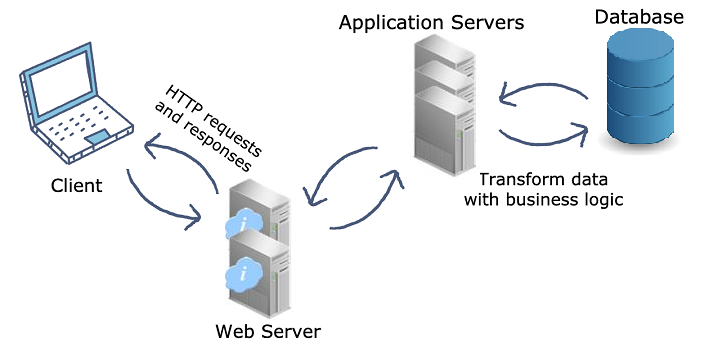 Application Servers
Database
HTTP requests
and responses
Client
Transform data
with business logic
i
i
Web Server